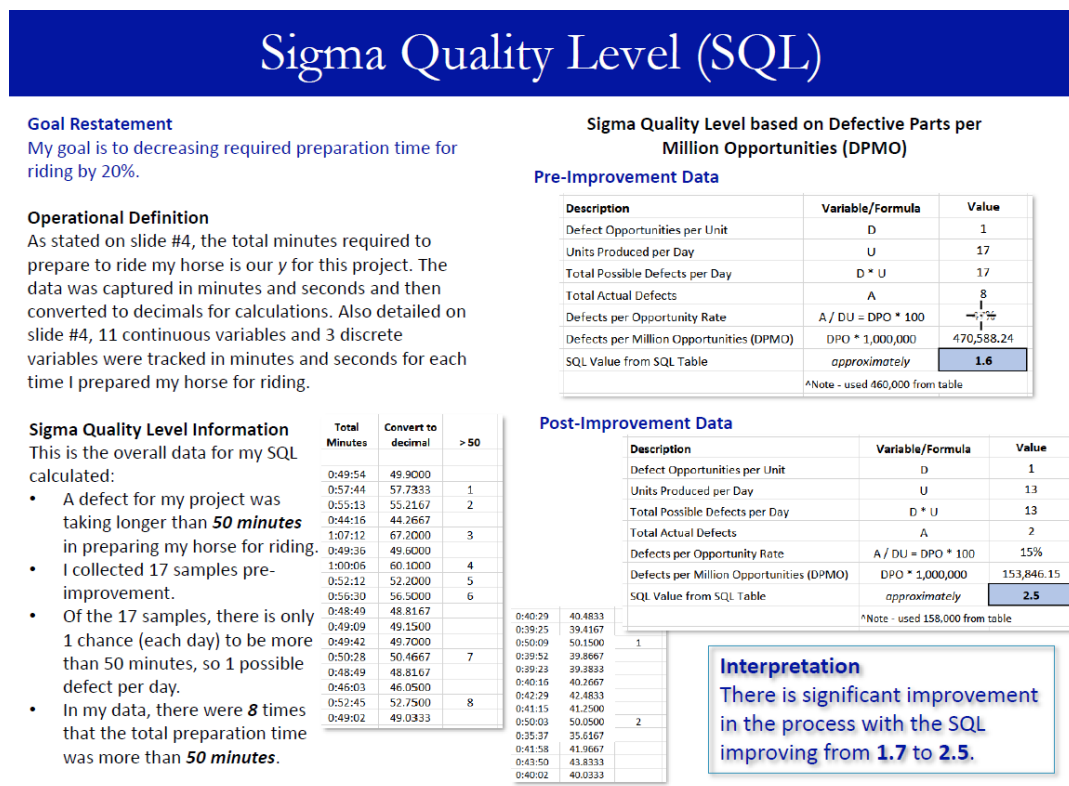 Sigma Quality Level (SQL)
Goal Restatement
My goal is to decreasing required preparation time for
riding by 20%.
Operational Definition
As stated on slide #4, the total minutes required to
prepare to ride my horse is our y for this project. The
data was captured in minutes and seconds and then
converted to decimals for calculations. Also detailed on
slide #4, 11 continuous variables and 3 discrete
variables were tracked in minutes and seconds for each
time I prepared my horse for riding.
Sigma Quality Level Information
This is the overall data for my SQL
calculated:
• A defect for my project was
taking longer than 50 minutes
in preparing my horse for riding.
• I collected 17 samples pre-
improvement.
• Of the 17 samples, there is only
1 chance (each day) to be more
than 50 minutes, so 1 possible
defect per day.
• In my data, there were 8 times
that the total preparation time
was more than 50 minutes.
Total Convert to
Minutes decimal > 50
0:49:54 49.9000
0:57:44 57.7333 1
0:55:13 55.2167 2
0:44:16 44.2667
1:07:12 67.2000 3
0:49:36 49.6000
1:00:06 60.1000 4
0:52:12 52.2000 5
0:56:30 56.5000 6
0:48:49 48.8167
0:49:09 49.1500
0:49:42 49.7000
0:50:28 50.4667 7
0:48:49 48.8167
0:46:03 46.0500
0:52:45 52.7500 8
0:49:02 49.0333
Sigma Quality Level based on Defective Parts per
Million Opportunities (DPMO)
Pre-Improvement Data
Description Variable/Formula Value
Defect Opportunities per Unit D 1
Units Produced per Day U 17
Total Possible Defects per Day D * U 17
Total Actual Defects A 8
Defects per Opportunity Rate A / DU = DPO * 100
Defects per Million Opportunities (DPMO) DPO * 1,000,000 470,588.24
SQL Value from SQL Table approximately 1.6
^Note - used 460,000 from table
Post-Improvement Data
Description Variable/Formula Value
Defect Opportunities per Unit D 1
Units Produced per Day U 13
Total Possible Defects per Day D * U 13
Total Actual Defects A 2
Defects per Opportunity Rate A / DU = DPO * 100 15%
Defects per Million Opportunities (DPMO) DPO * 1,000,000 153,846.15
SQL Value from SQL Table approximately 2.5
^Note - used 158,000 from table
0:40:29 40.4833
0:39:25 39.4167
0:50:09 50.1500 1
0:39:52 39.8667
0:39:23 39.3833
0:40:16 40.2667
0:42:29 42.4833
0:41:15 41.2500
0:50:03 50.0500 2
0:35:37 35.6167
0:41:58 41.9667
0:43:50 43.8333
0:40:02 40.0333
Interpretation
There is significant improvement
in the process with the SQL
improving from 1.7 to 2.5.